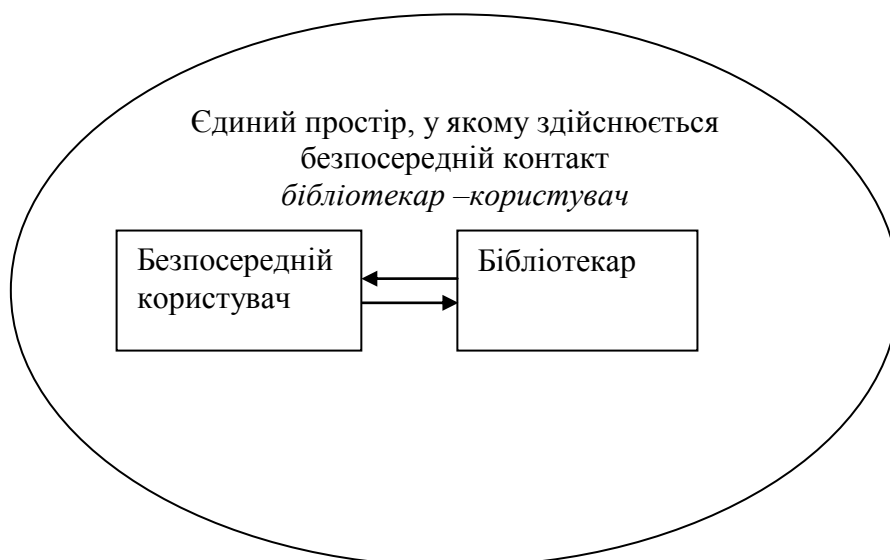 Єдиний простір, у якому здійснюється
безпосередній контакт
бібліотекар –користувач
Безпосередній
користувач
Бібліотекар